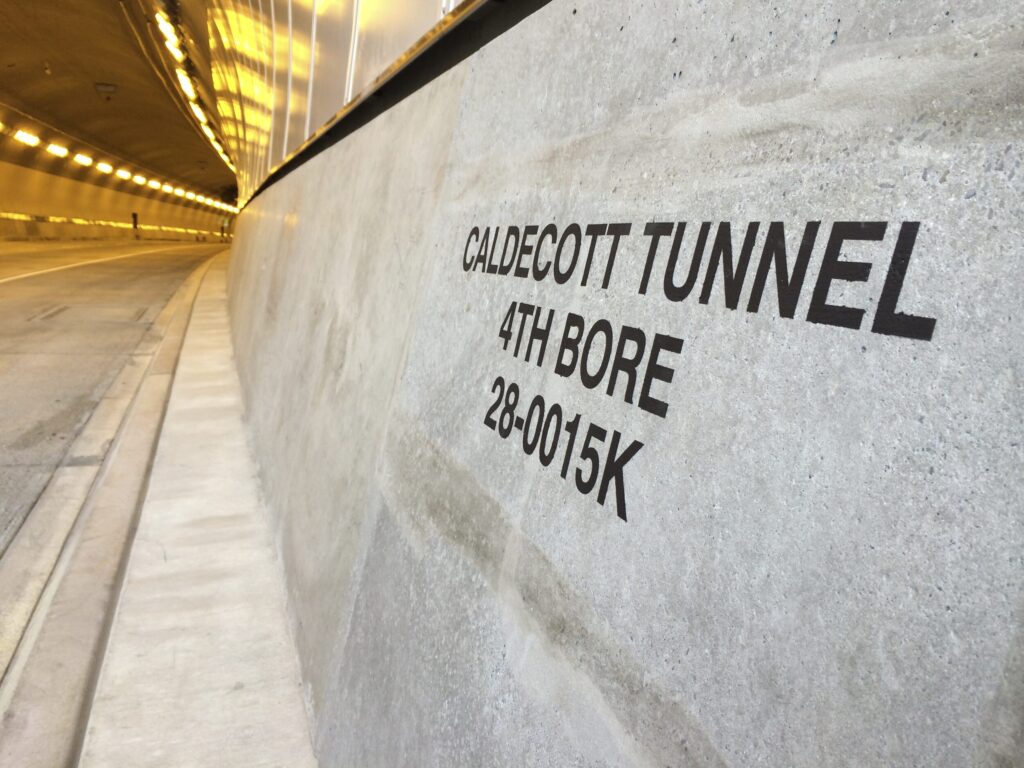 CALDECOTT TUNNEL
4TH BORE
28-0015K